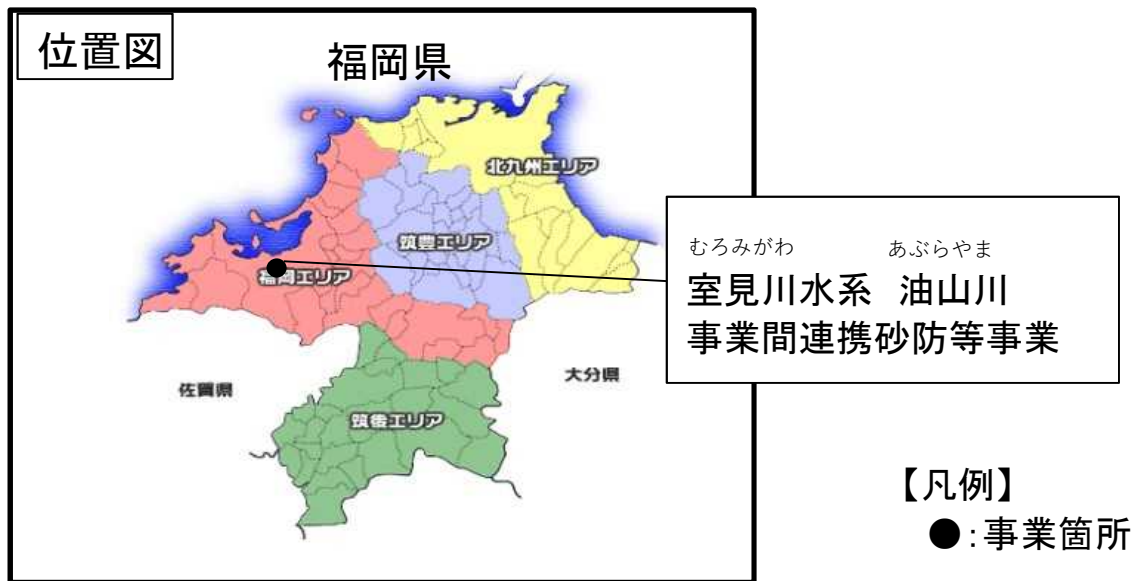 位置図
福岡県
北九州エリア
筑豊エリア
福岡エリア
佐賀県
大分県
筑後エリア
むろみがわ　あぶらやま
室見川水系　油山川
事業間連携砂防等事業
【凡例】
●:事業箇所